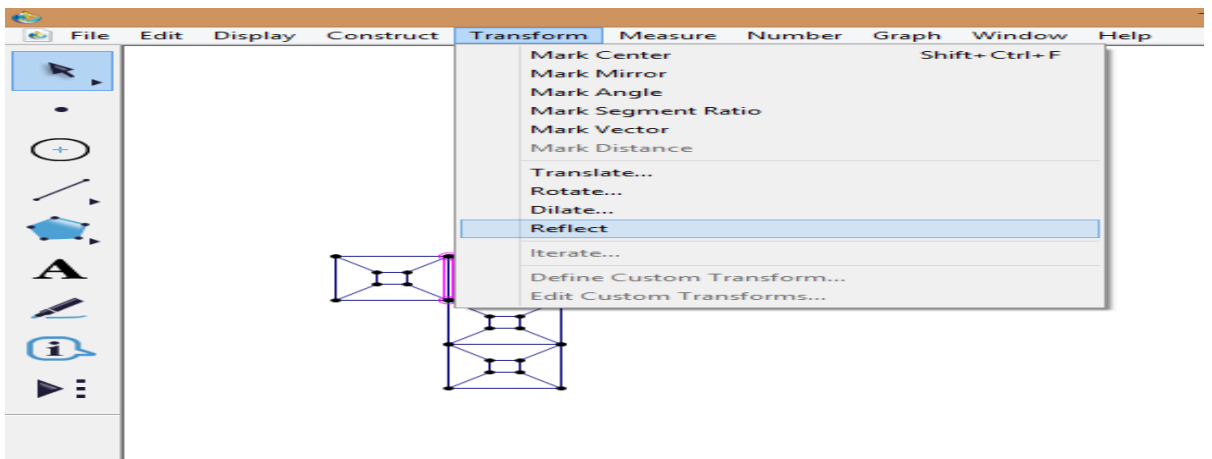 File Edit Display Construct Transform Measure Number Graph Window Help
Mark Center Shift+Ctrl+F
Mark Mirror
Mark Angle
Mark Segment Ratio
Mark Vector
Mark Distance
Translate...
Rotate...
Dilate...
Reflect
Iterate...
Define Custom Transform...
Edit Custom Transforms...
A
i